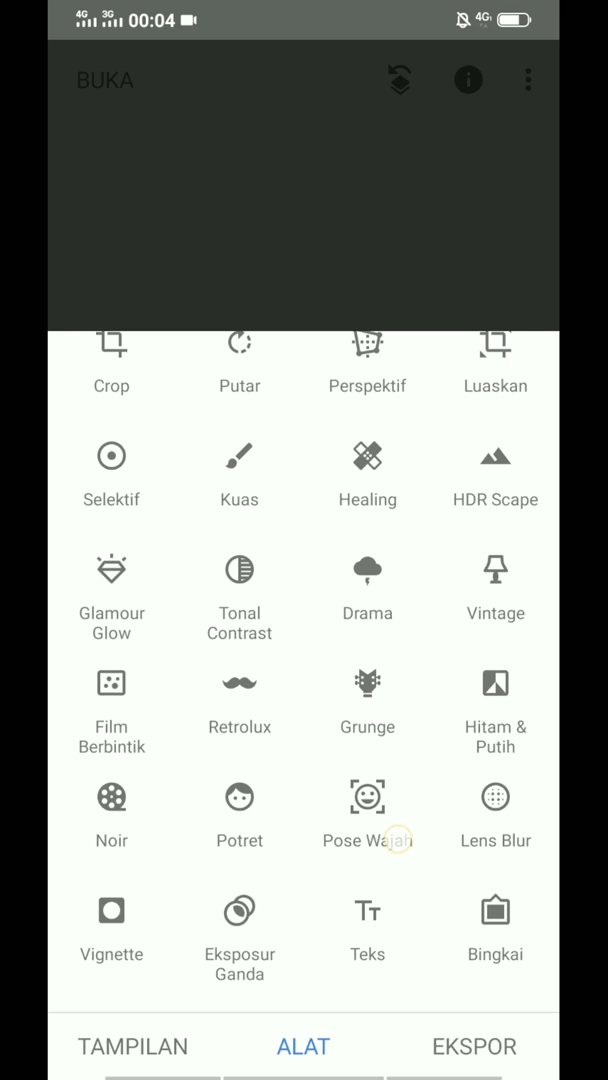 4G 3G 00:04 4G
BUKA
Crop Putar Perspektif Luaskan
Selektif Kuas Healing HDR Scape
Glamour Glow Tonal Contrast Drama Vintage
Film Berbintik Retrolux Grunge Hitam & Putih
Noir Potret Pose Wajah Lens Blur
Vignette Eksposur Ganda Teks Bingkai
TAMPILAN ALAT EKSPOR